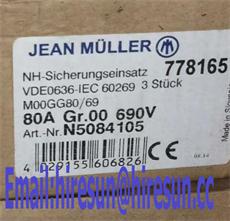 JEAN MÜLLER
NH-Sicherungseinsatz 778165
VDE0636-IEC 60269 3 Stück
M00GG80/69
80A Gr.00 690V
Art.-Nr.N5084105
4 029155 606826
Email:hiresun@hiresun.cc